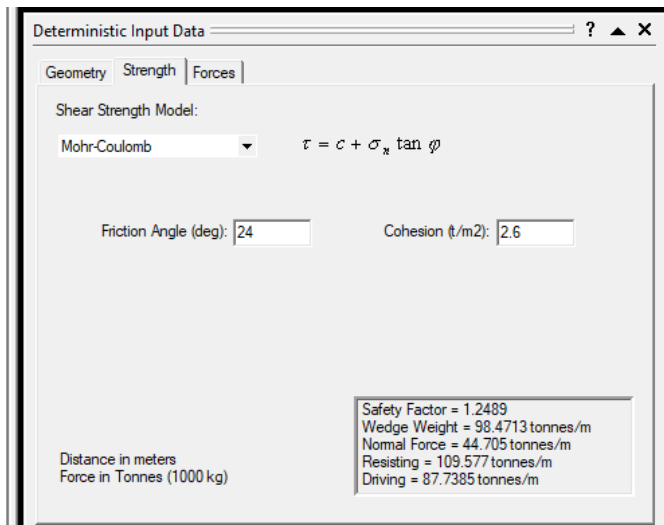 Deterministic Input Data ? ▲ ✕
Geometry Strength Forces
Shear Strength Model:
Mohr-Coulomb τ = c + σₙ tan φ
Friction Angle (deg): 24 Cohesion (t/m2): 2.6
Safety Factor = 1.2489
Wedge Weight = 98.4713 tonnes/m
Normal Force = 44.705 tonnes/m
Resisting = 109.577 tonnes/m
Driving = 87.7385 tonnes/m
Distance in meters
Force in Tonnes (1000 kg)